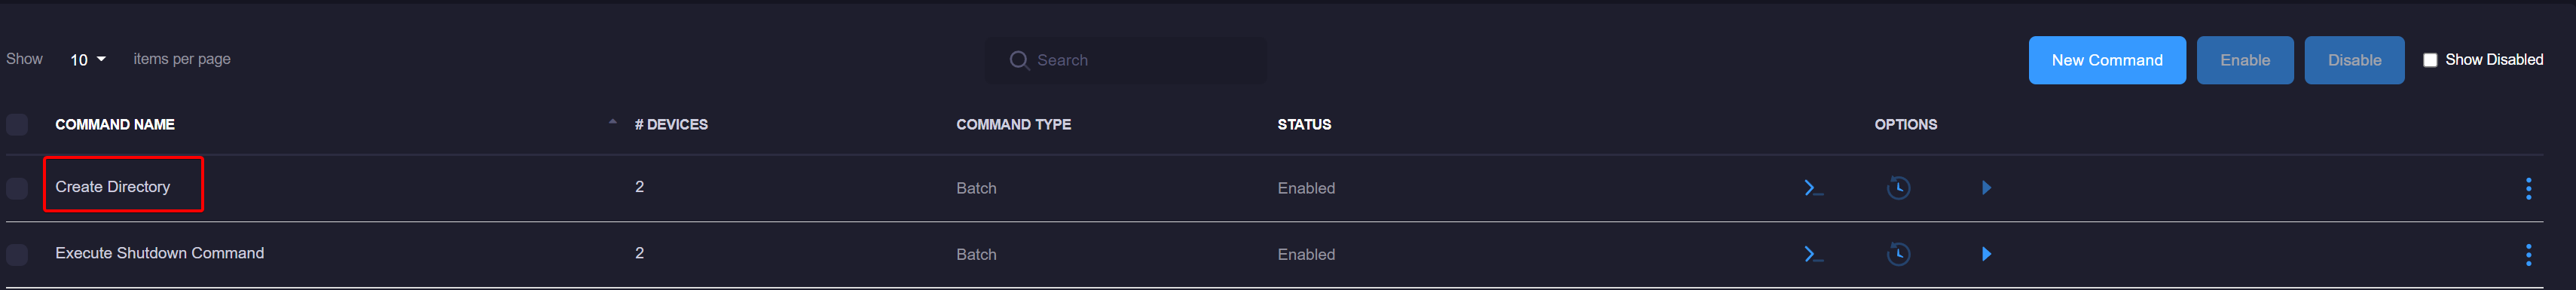 Show 10 items per page Search New Command Enable Disable Show Disabled
COMMAND NAME # DEVICES COMMAND TYPE STATUS OPTIONS
Create Directory 2 Batch Enabled
Execute Shutdown Command 2 Batch Enabled